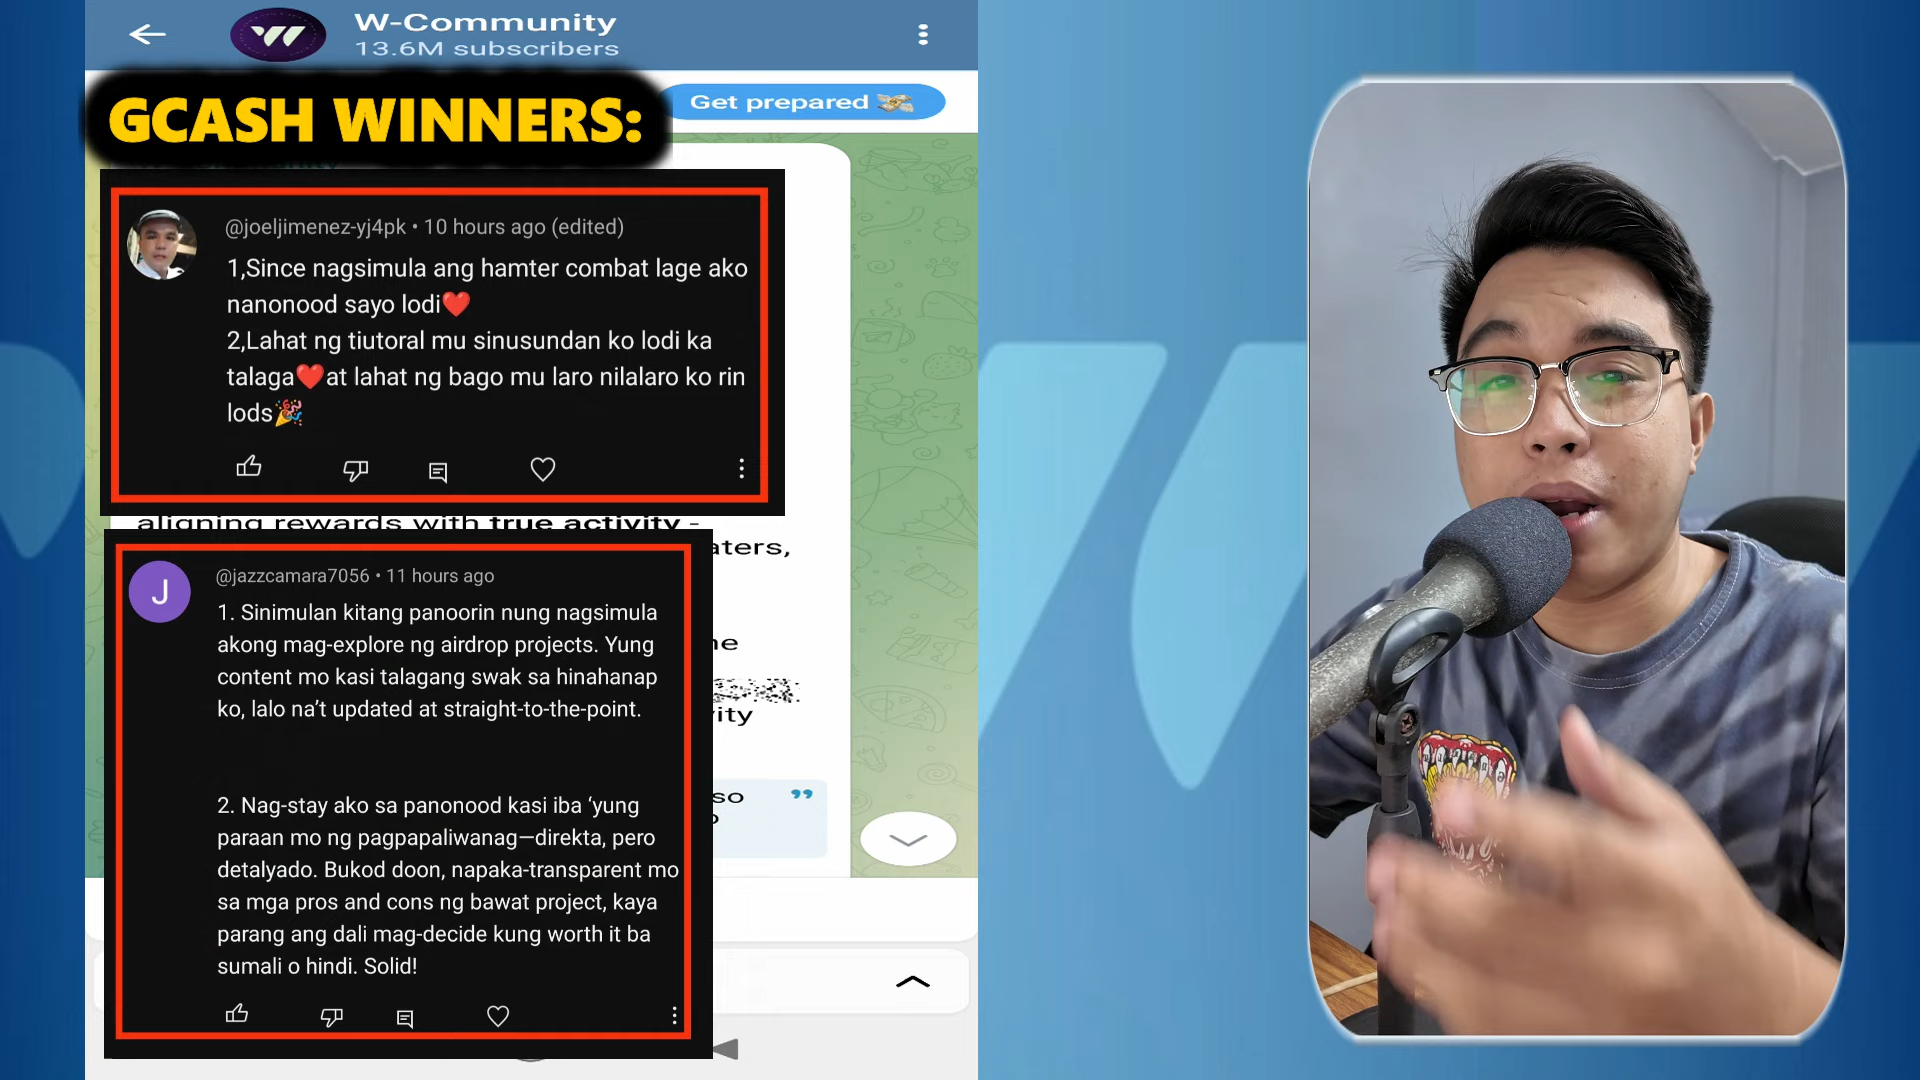 W-Community
13.6M subscribers
Get prepared 💸
GCASH WINNERS:
@joeljimenez-yj4pk • 10 hours ago (edited)
1,Since nagsimula ang hamter combat lage ako
nanonood sayo lodi❤️
2,Lahat ng tiutoral mu sinusundan ko lodi ka
talaga❤️at lahat ng bago mu laro nilalaro ko rin
lods🎉
aligning rewards with true activity -
J
@jazzcamara7056 • 11 hours ago
1. Sinimulan kitang panoorin nung nagsimula
akong mag-explore ng airdrop projects. Yung
content mo kasi talagang swak sa hinahanap
ko, lalo na’t updated at straight-to-the-point.
2. Nag-stay ako sa panonood kasi iba ‘yung
paraan mo ng pagpapaliwanag—direkta, pero
detalyado. Bukod doon, napaka-transparent mo
sa mga pros and cons ng bawat project, kaya
parang ang dali mag-decide kung worth it ba
sumali o hindi. Solid!